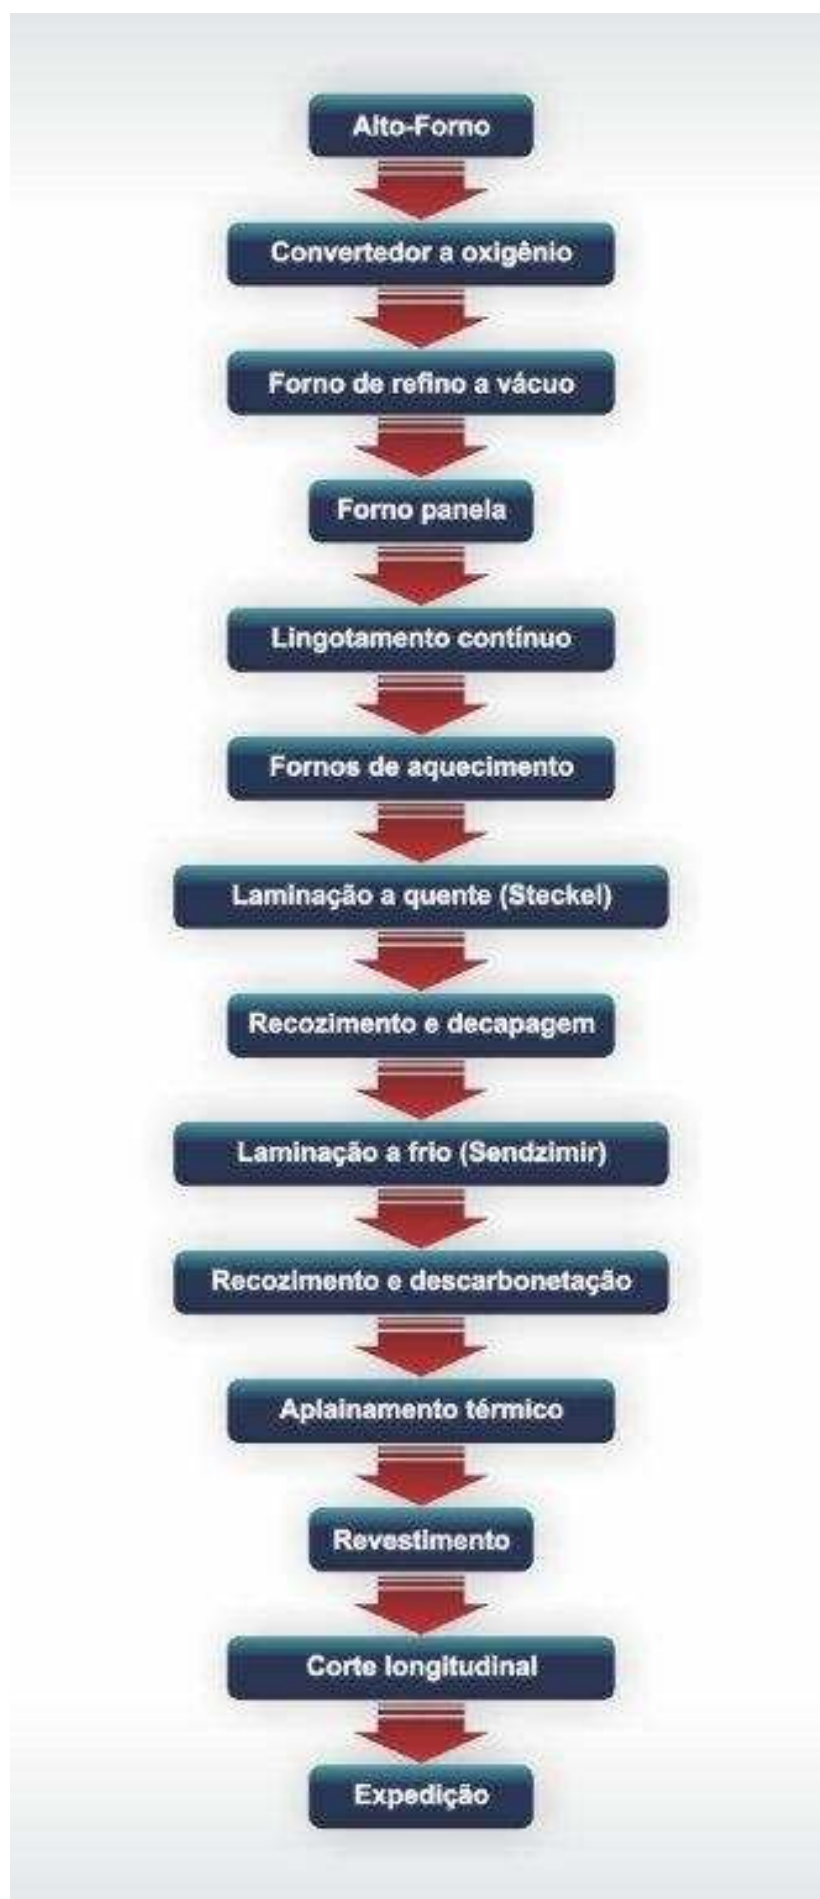 Alto-Forno
Convertedor a oxigênio
Forno de refino a vácuo
Forno panela
Lingotamento contínuo
Fornos de aquecimento
Laminação a quente (Steckel)
Recozimento e decapagem
Laminação a frio (Sendzimir)
Recozimento e descarbonetação
Aplainamento térmico
Revestimento
Corte longitudinal
Expedição